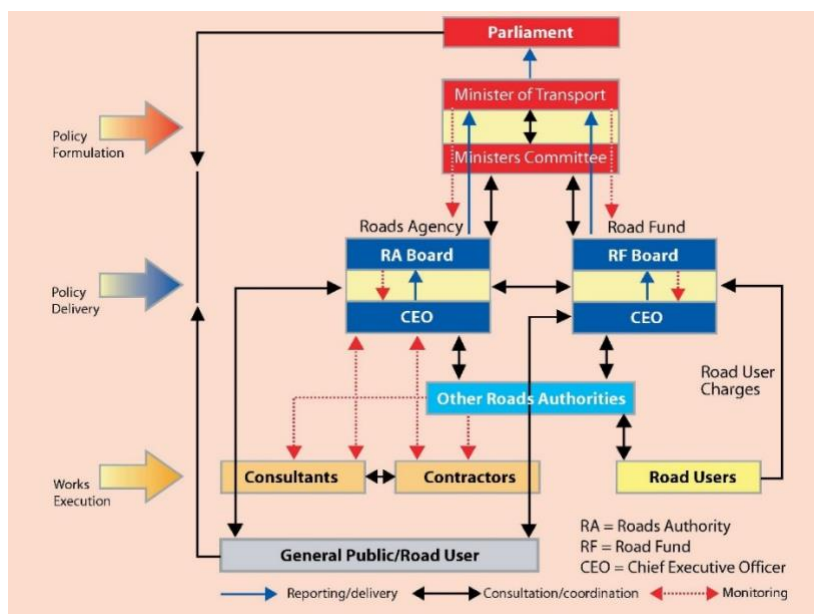 Parliament
Minister of Transport
Policy
Formulation
Ministers Committee
Roads Agency
Road Fund
RA Board
RF Board
Policy
Delivery
CEO
CEO
Road User
Charges
Other Roads Authorities
Works
Execution
Consultants
Contractors
Road Users
RA = Roads Authority
RF = Road Fund
CEO = Chief Executive Officer
General Public/Road User
Reporting/delivery
Consultation/coordination
Monitoring